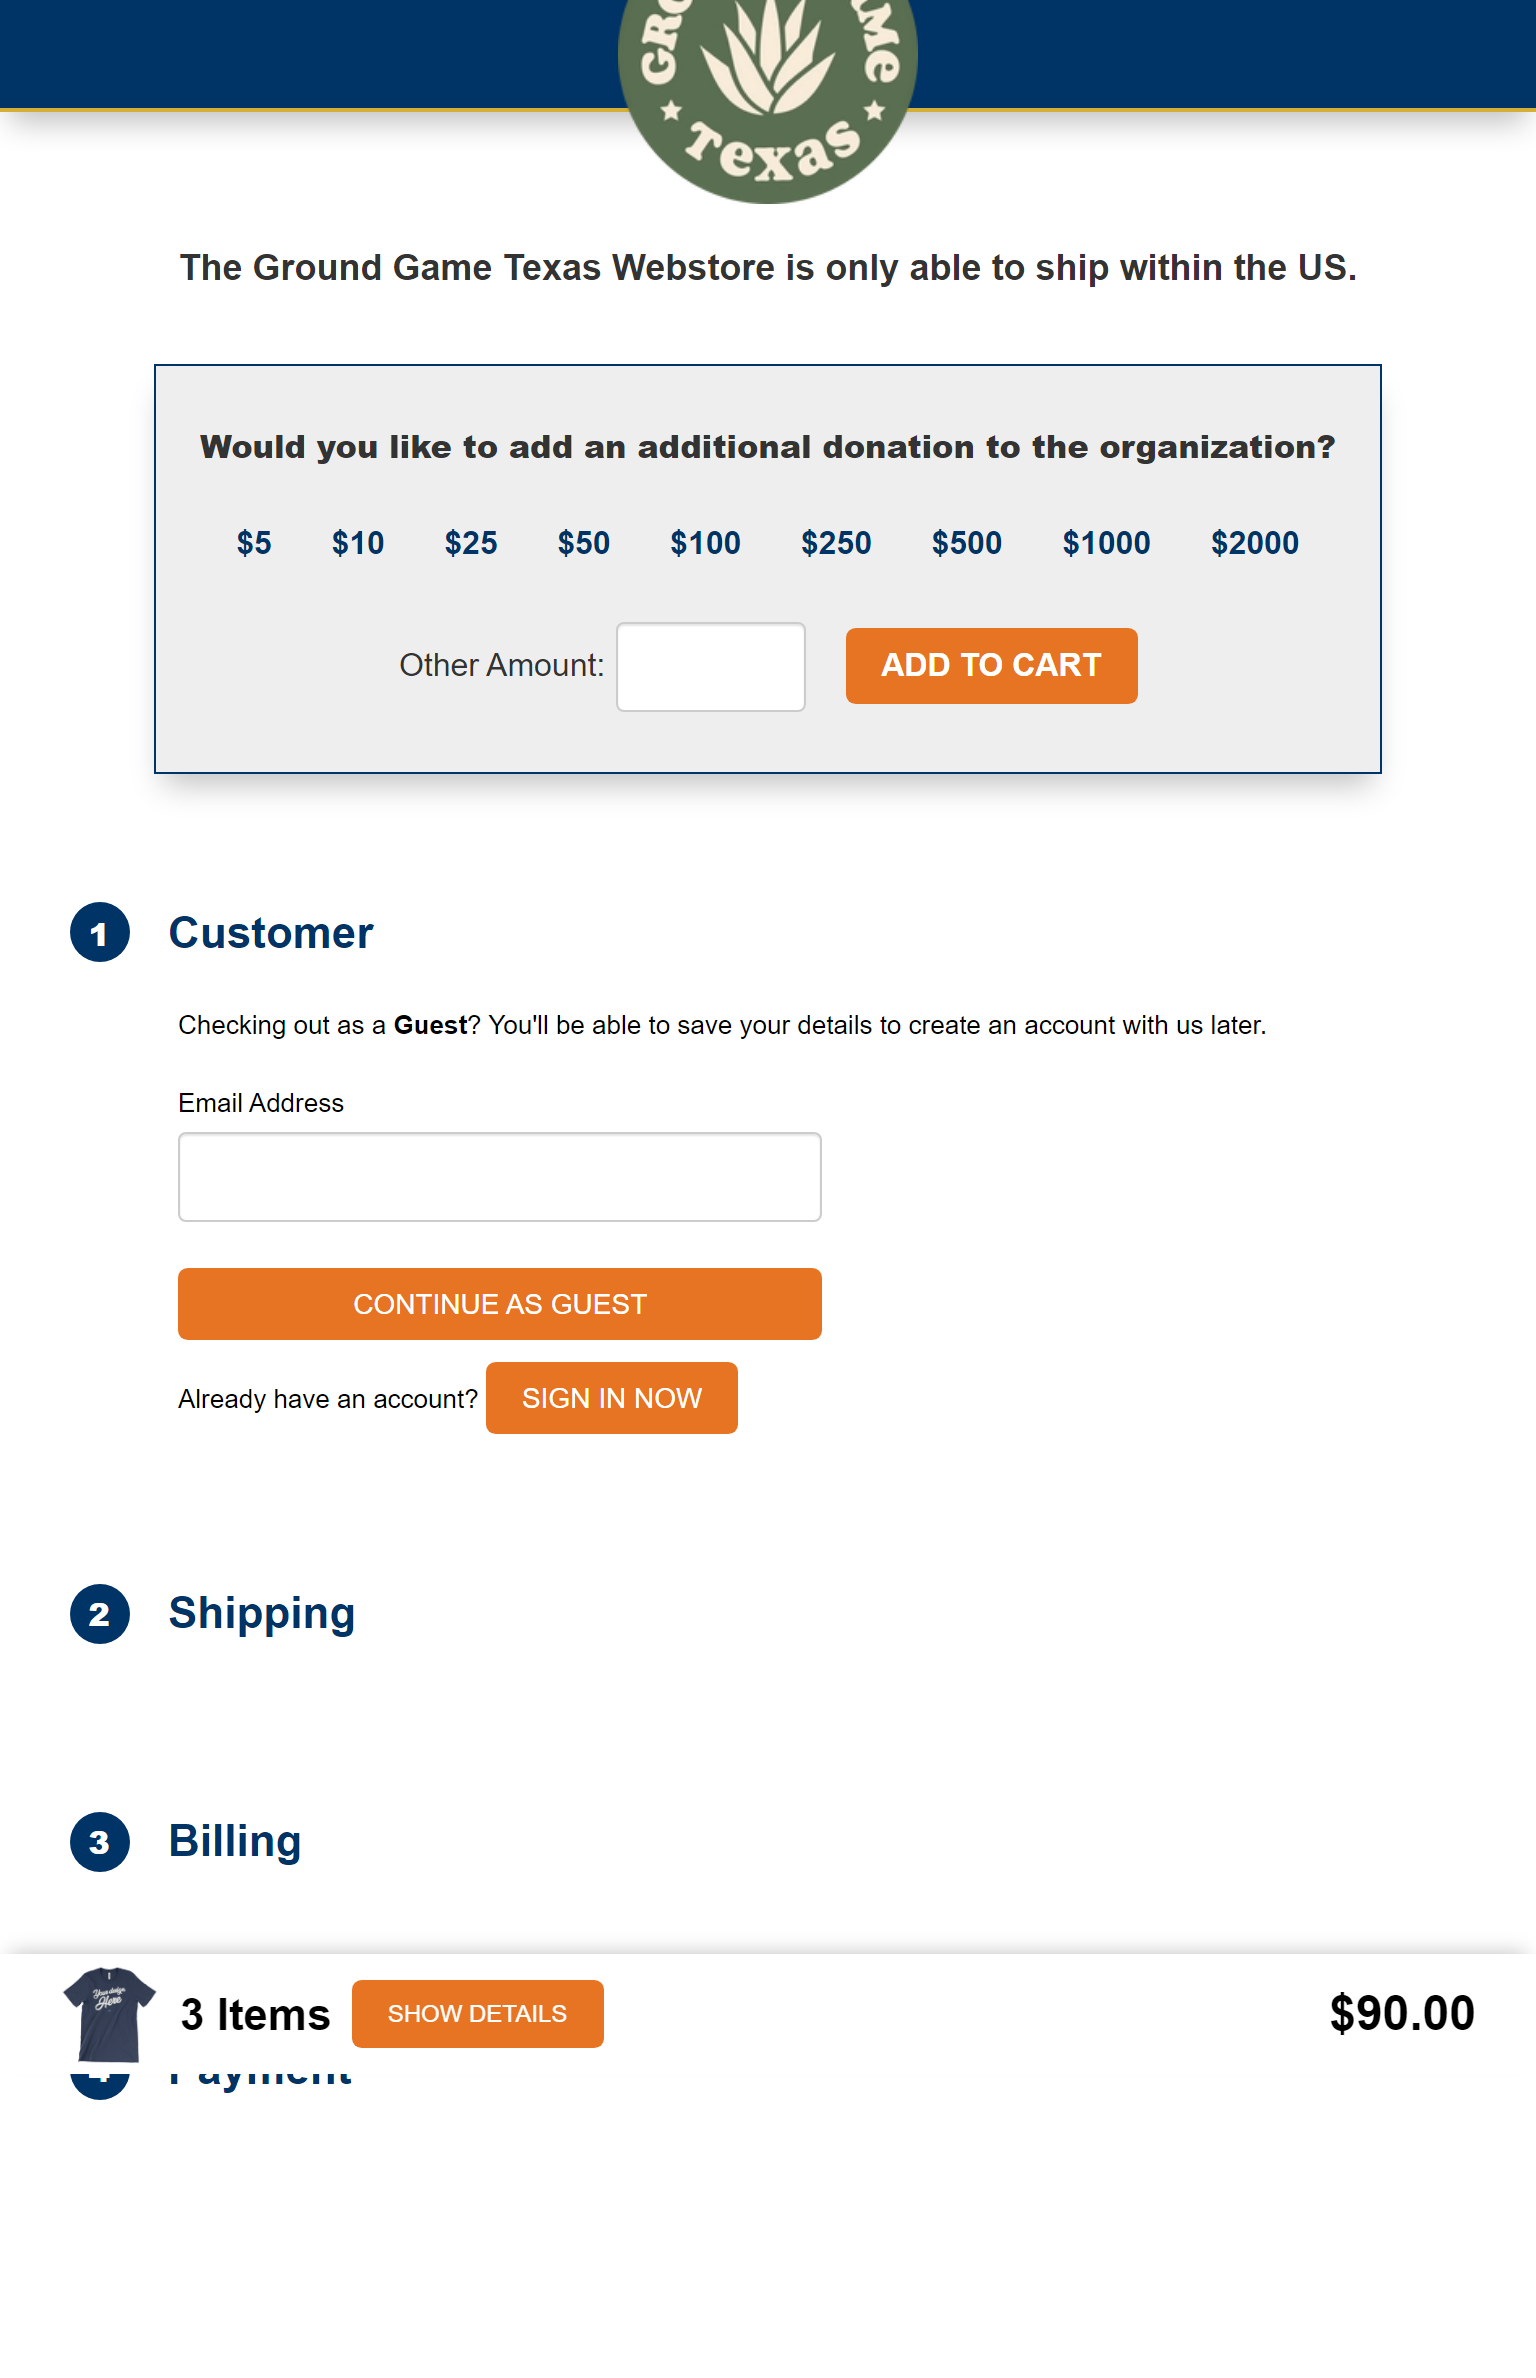 Texas
The Ground Game Texas Webstore is only able to ship within the US.
Would you like to add an additional donation to the organization?
$5 $10 $25 $50 $100 $250 $500 $1000 $2000
Other Amount: ADD TO CART
1 Customer
Checking out as a Guest? You'll be able to save your details to create an account with us later.
Email Address
CONTINUE AS GUEST
Already have an account? SIGN IN NOW
2 Shipping
3 Billing
Your design
Here
3 Items SHOW DETAILS $90.00
4 Payment